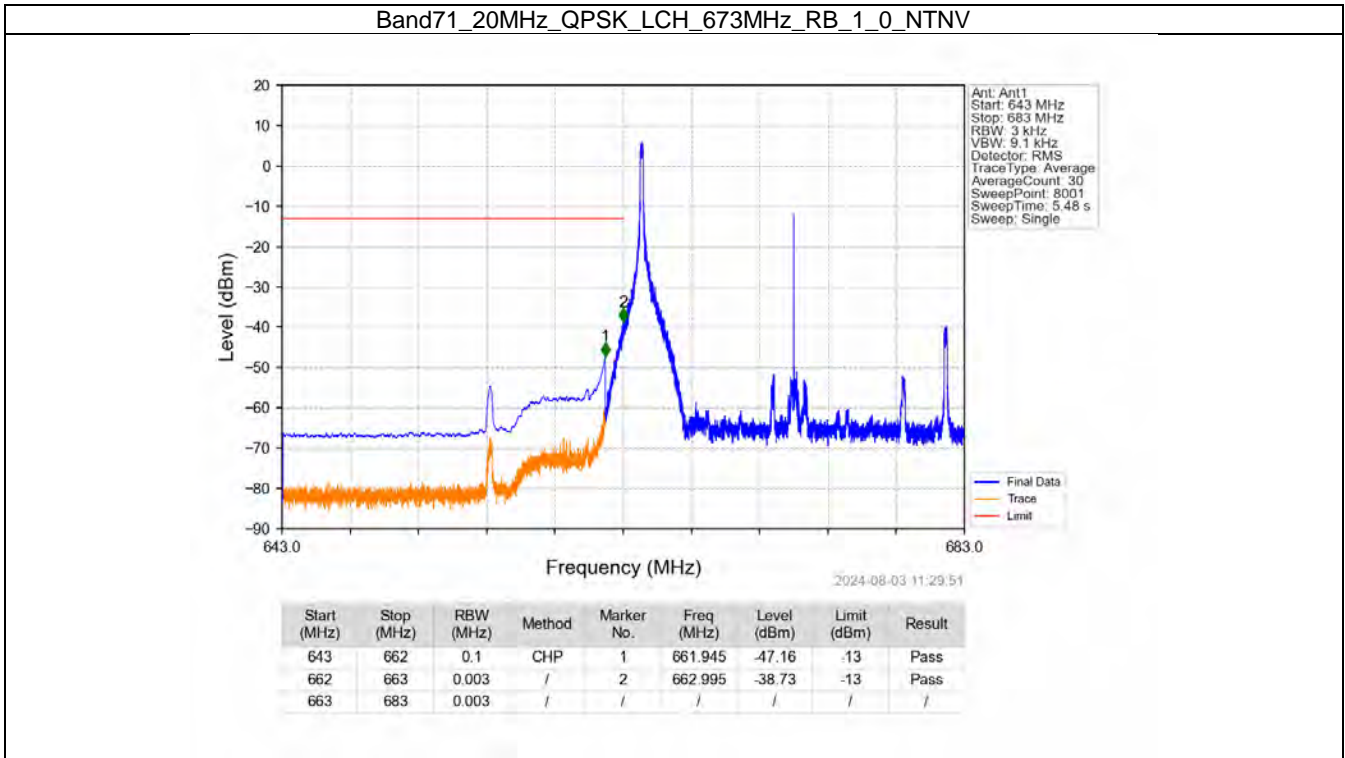 Band71_20MHz_QPSK_LCH_673MHz_RB_1_0_NTNV
Ant: Ant1
Start: 643 MHz
Stop: 683 MHz
RBW: 3 kHz
VBW: 9.1 kHz
Detector: RMS
TraceType: Average
AverageCount: 30
SweepPoint: 8001
SweepTime: 5.48 s
Sweep: Single
20
10
0
−10
−20
−30
−40
−50
−60
−70
−80
−90
Level (dBm)
1
2
643.0
683.0
Frequency (MHz)
Final Data
Trace
Limit
2024-08-03 11:29:51
Start (MHz) Stop (MHz) RBW (MHz) Method Marker No. Freq (MHz) Level (dBm) Limit (dBm) Result
643 662 0.1 CHP 1 661.945 -47.16 -13 Pass
662 663 0.003 / 2 662.995 -38.73 -13 Pass
663 683 0.003 / / / / / /